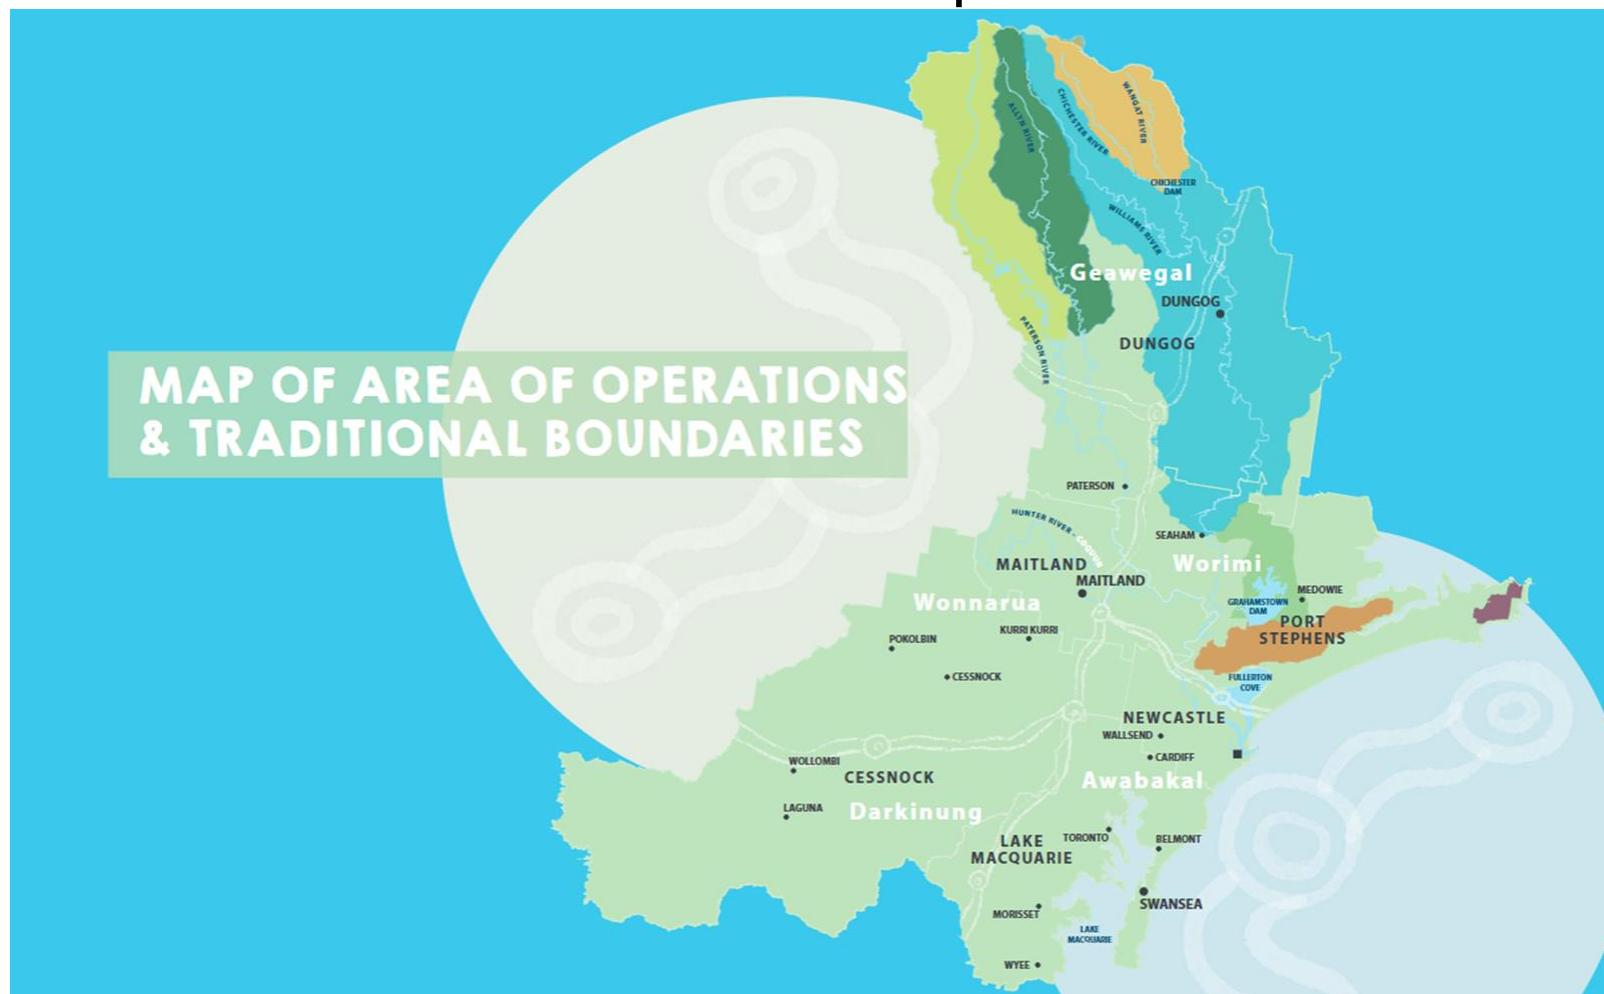 MAP OF AREA OF OPERATIONS
& TRADITIONAL BOUNDARIES
WANGAT RIVER
CHICHESTER RIVER
ALLYN RIVER
CHICHESTER
DAM
WILLIAMS RIVER
Geawegal
DUNGOG
DUNGOG
PATERSON RIVER
PATERSON
HUNTER RIVER - COQUUN
SEAHAM
Worimi
MAITLAND
MAITLAND
MEDOWIE
GRAHAMSTOWN
DAM
Wonnarua
PORT
STEPHENS
KURRI KURRI
POKOLBIN
CESSNOCK
FULLERTON
COVE
NEWCASTLE
WALLSEND
CARDIFF
WOLLOMBI
CESSNOCK
Awabakal
LAGUNA
Darkinung
LAKE
MACQUARIE
TORONTO
BELMONT
SWANSEA
MORISSET
LAKE
MACQUARIE
WYEE